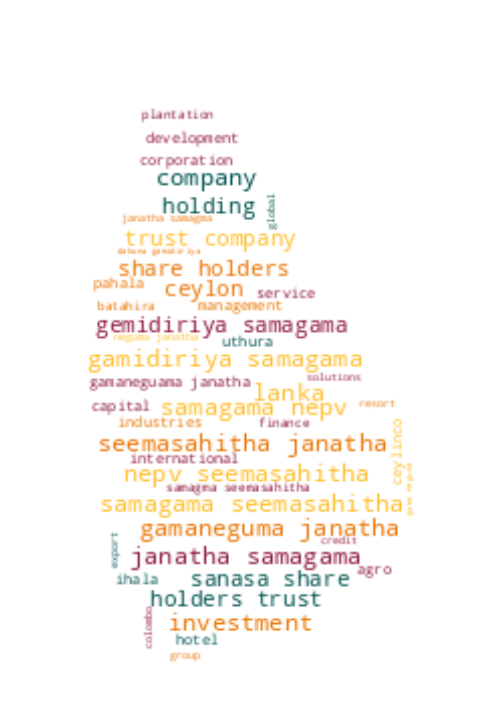 plantation
development
corporation
company
holding
global
janatha samagma
trust company
share holders
pahala
ceylon
service
batahira
management
gemidiriya samagama
neguma janatha
uthura
gamidiriya samagama
solutions
gamaneguama janatha
lanka
capital
samagama nepv
resort
industries
finance
seemasahitha janatha
ceylinco
international
nepv seemasahitha
samagma seemasahitha
samagama seemasahitha
gamaneguma janatha
credit
export
janatha samagama
agro
ihala
sanasa share
holders trust
colombo
investment
hotel
group